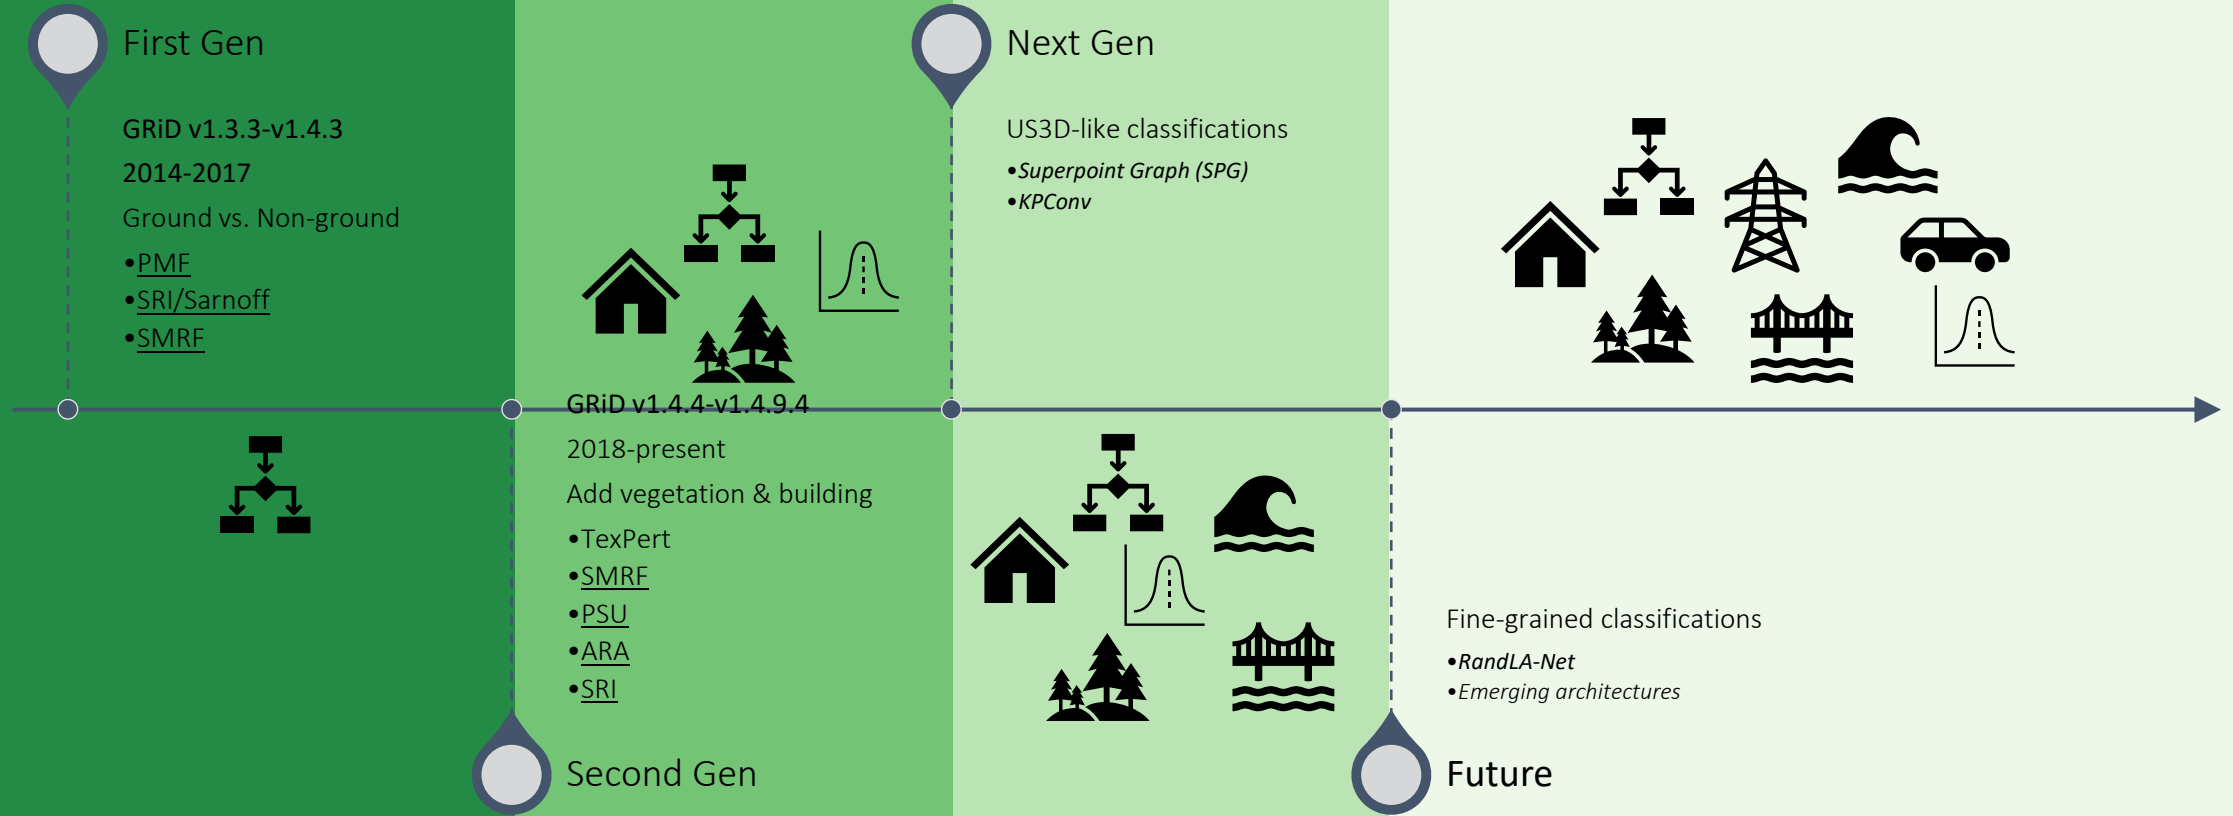 First Gen
GRiD v1.3.3-v1.4.3
2014-2017
Ground vs. Non-ground
•PMF
•SRI/Sarnoff
•SMRF
GRiD v1.4.4-v1.4.9.4
2018-present
Add vegetation & building
•TexPert
•SMRF
•PSU
•ARA
•SRI
Second Gen
Next Gen
US3D-like classifications
•Superpoint Graph (SPG)
•KPConv
Fine-grained classifications
•RandLA-Net
•Emerging architectures
Future